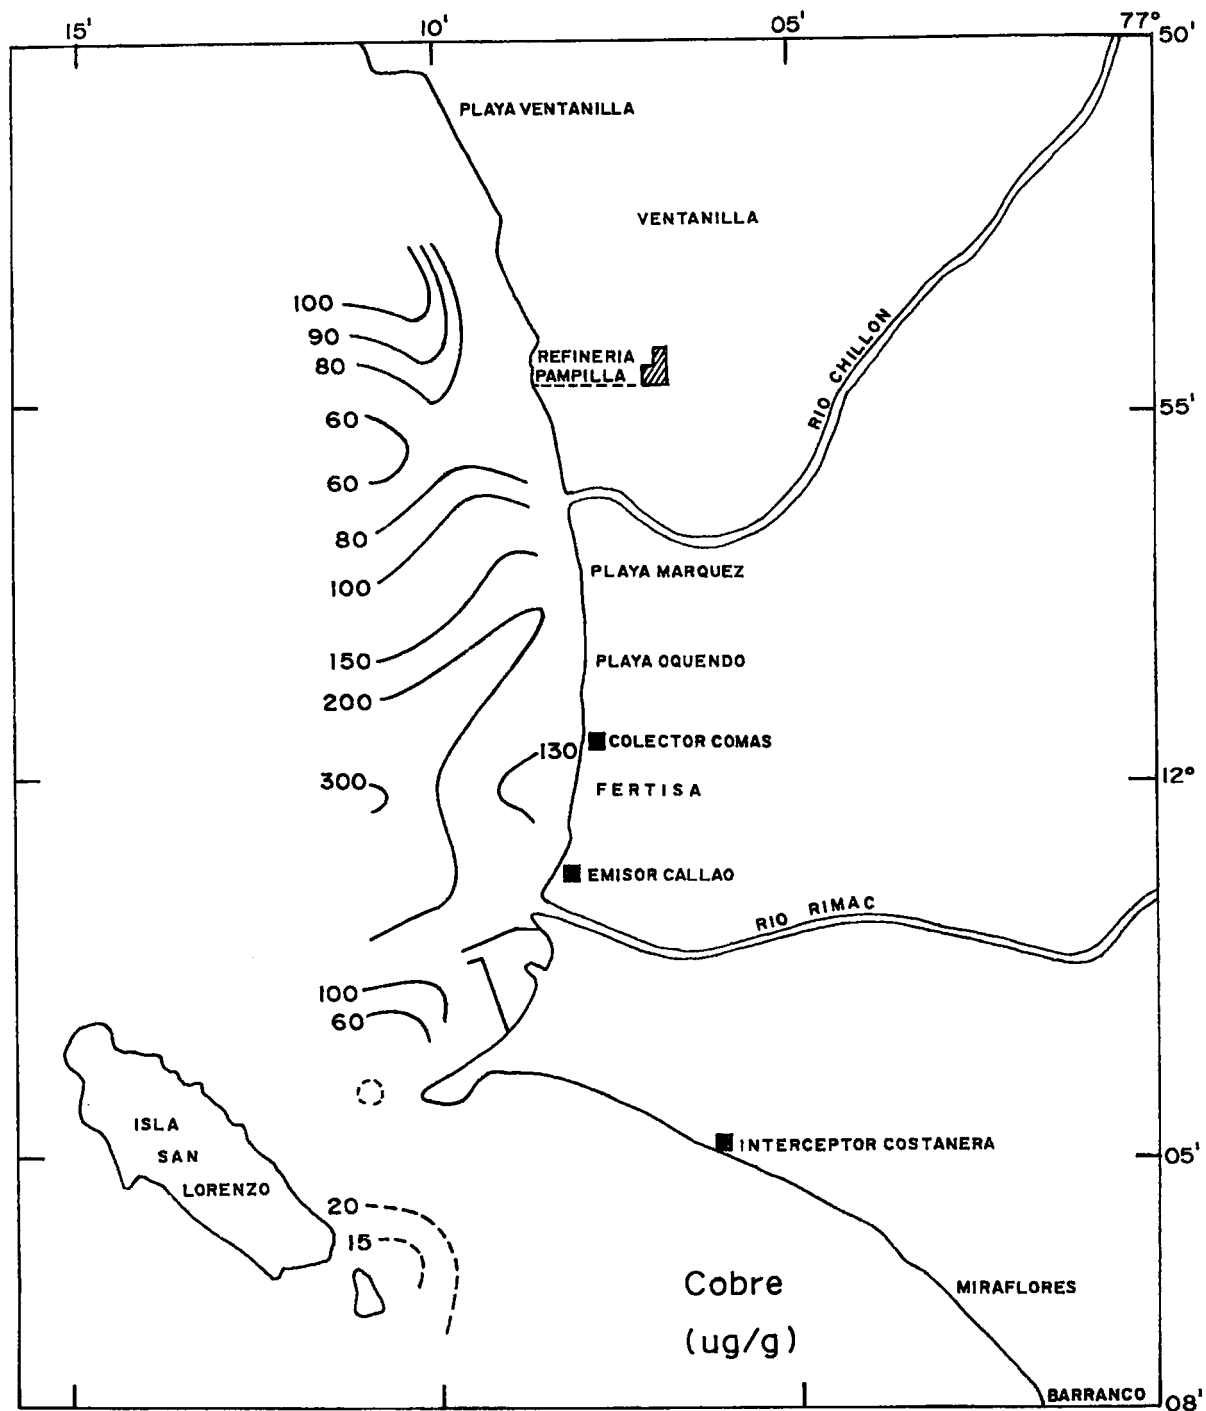 15'
10'
05'
77°
50'
PLAYA VENTANILLA
VENTANILLA
100
90
80
REFINERIA
PAMPILLA
RIO CHILLON
55'
60
60
80
100
PLAYA MARQUEZ
150
PLAYA OQUENDO
200
130
COLECTOR COMAS
300
FERTISA
12°
EMISOR CALLAO
RIO RIMAC
100
60
ISLA
SAN
LORENZO
INTERCEPTOR COSTANERA
05'
20
15
Cobre
(ug/g)
MIRAFLORES
BARRANCO
08'